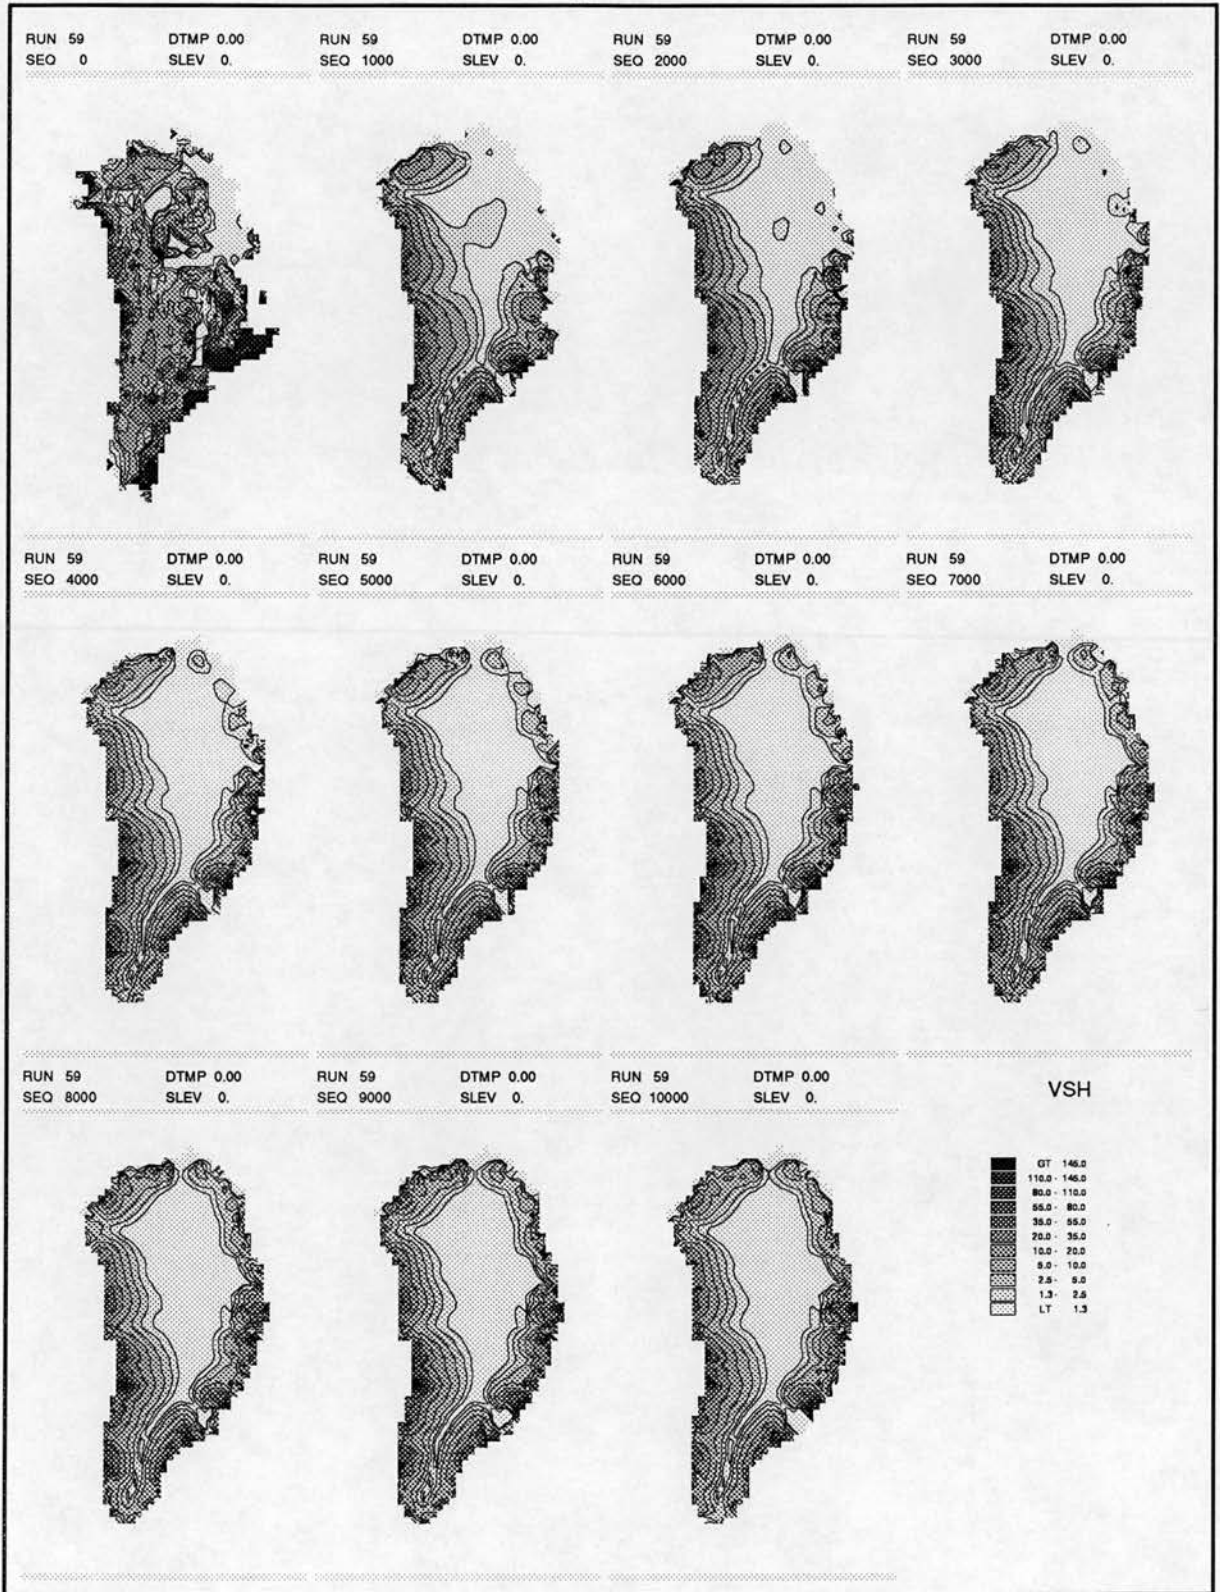 RUN 59 DTMP 0.00 RUN 59 DTMP 0.00 RUN 59 DTMP 0.00 RUN 59 DTMP 0.00
SEQ 0 SLEV 0. SEQ 1000 SLEV 0. SEQ 2000 SLEV 0. SEQ 3000 SLEV 0.
RUN 59 DTMP 0.00 RUN 59 DTMP 0.00 RUN 59 DTMP 0.00 RUN 59 DTMP 0.00
SEQ 4000 SLEV 0. SEQ 5000 SLEV 0. SEQ 6000 SLEV 0. SEQ 7000 SLEV 0.
RUN 59 DTMP 0.00 RUN 59 DTMP 0.00 RUN 59 DTMP 0.00
SEQ 8000 SLEV 0. SEQ 9000 SLEV 0. SEQ 10000 SLEV 0.
VSH
GT 146.0
110.0 - 146.0
80.0 - 110.0
55.0 - 80.0
35.0 - 55.0
20.0 - 35.0
10.0 - 20.0
5.0 - 10.0
2.5 - 5.0
1.3 - 2.5
LT 1.3